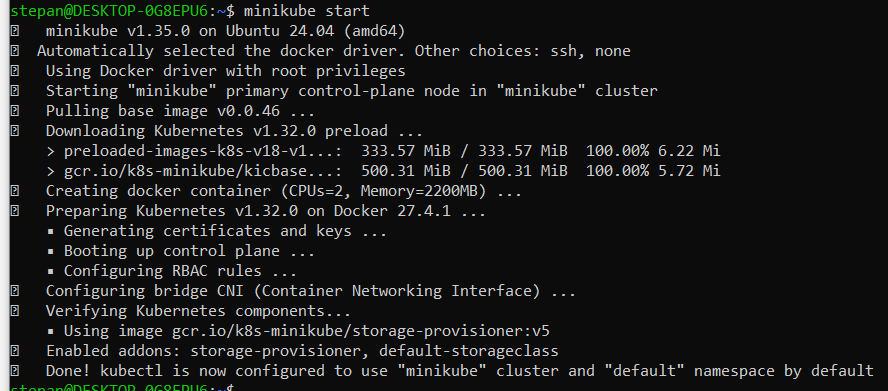 stepan@DESKTOP-0G8EPU6:~$ minikube start
minikube v1.35.0 on Ubuntu 24.04 (amd64)
Automatically selected the docker driver. Other choices: ssh, none
Using Docker driver with root privileges
Starting "minikube" primary control-plane node in "minikube" cluster
Pulling base image v0.0.46 ...
Downloading Kubernetes v1.32.0 preload ...
> preloaded-images-k8s-v18-v1...:  333.57 MiB / 333.57 MiB  100.00% 6.22 Mi
> gcr.io/k8s-minikube/kicbase...:  500.31 MiB / 500.31 MiB  100.00% 5.72 Mi
Creating docker container (CPUs=2, Memory=2200MB) ...
Preparing Kubernetes v1.32.0 on Docker 27.4.1 ...
▪ Generating certificates and keys ...
▪ Booting up control plane ...
▪ Configuring RBAC rules ...
Configuring bridge CNI (Container Networking Interface) ...
Verifying Kubernetes components...
▪ Using image gcr.io/k8s-minikube/storage-provisioner:v5
Enabled addons: storage-provisioner, default-storageclass
Done! kubectl is now configured to use "minikube" cluster and "default" namespace by default
stepan@DESKTOP-0G8EPU6:~$